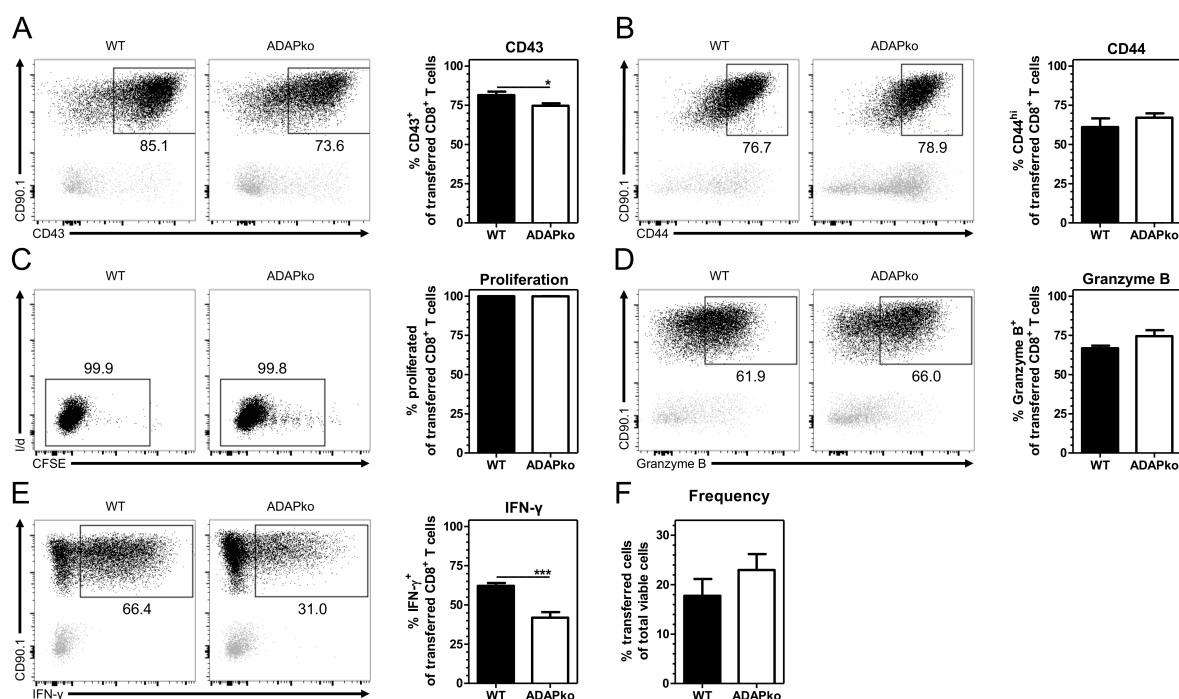 A
WT
ADAPko
CD90.1
85.1
73.6
CD43
CD43
% CD43+
of transferred CD8+ T cells
100
75
50
25
0
WT
ADAPko
*
B
WT
ADAPko
CD90.1
76.7
78.9
CD44
CD44
% CD44hi
of transferred CD8+ T cells
100
75
50
25
0
WT
ADAPko
C
WT
ADAPko
l/d
99.9
99.8
CFSE
Proliferation
% proliferated
of transferred CD8+ T cells
100
75
50
25
0
WT
ADAPko
D
WT
ADAPko
CD90.1
61.9
66.0
Granzyme B
Granzyme B
% Granzyme B+
of transferred CD8+ T cells
100
75
50
25
0
WT
ADAPko
E
WT
ADAPko
CD90.1
66.4
31.0
IFN-γ
IFN-γ
% IFN-γ+
of transferred CD8+ T cells
100
75
50
25
0
WT
ADAPko
***
F
Frequency
% transferred cells
of total viable cells
30
20
10
0
WT
ADAPko